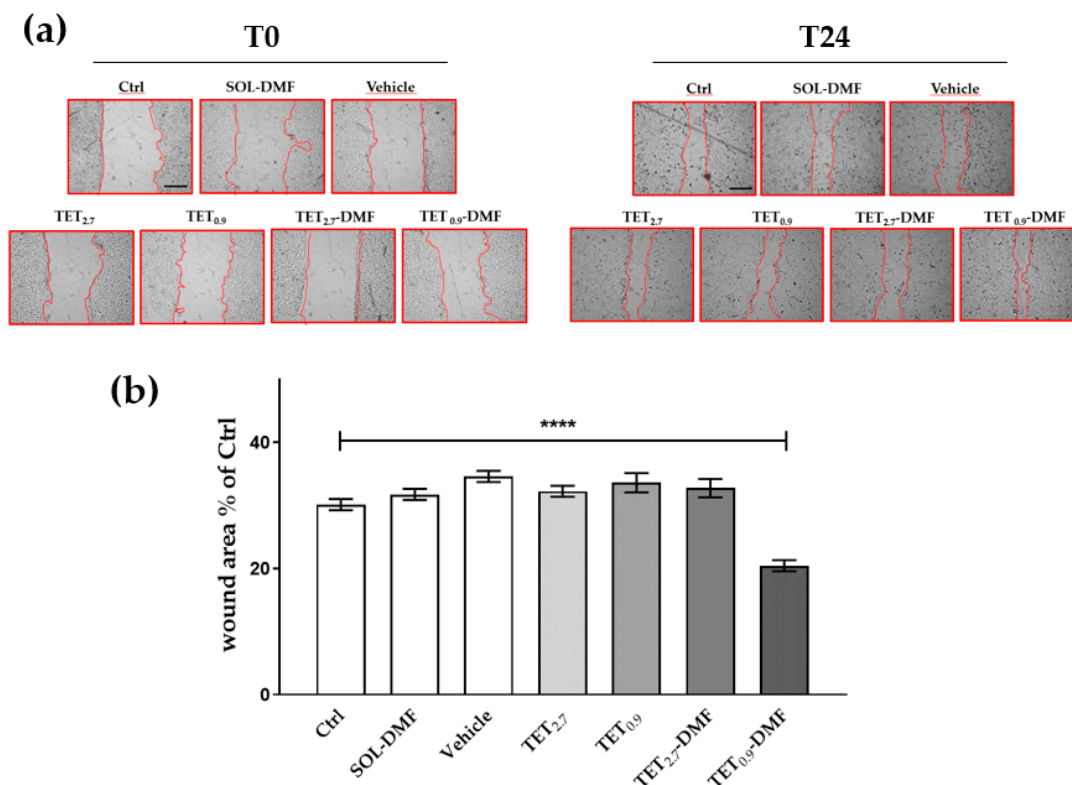 (a)
T0
T24
Ctrl SOL-DMF Vehicle
Ctrl SOL-DMF Vehicle
TET2.7 TET0.9 TET2.7-DMF TET0.9-DMF
TET2.7 TET0.9 TET2.7-DMF TET0.9-DMF
(b)
wound area % of Ctrl
40
20
0
****
Ctrl
SOL-DMF
Vehicle
TET2.7
TET0.9
TET2.7-DMF
TET0.9-DMF